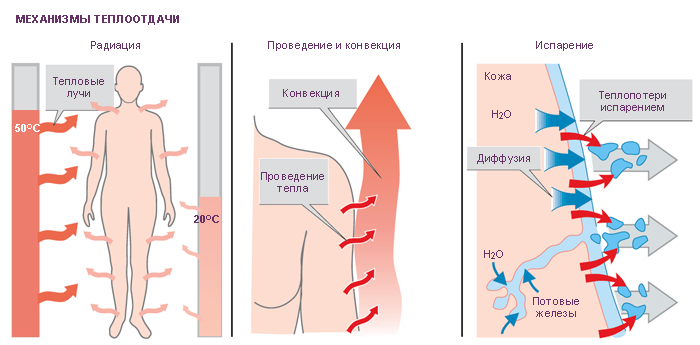 МЕХАНИЗМЫ ТЕПЛООТДАЧИ
Радиация
Тепловые
лучи
50°C
20°C
Проведение и конвекция
Конвекция
Проведение
тепла
Испарение
Кожа
H2O
Теплопотери
испарением
Диффузия
H2O
Потовые
железы